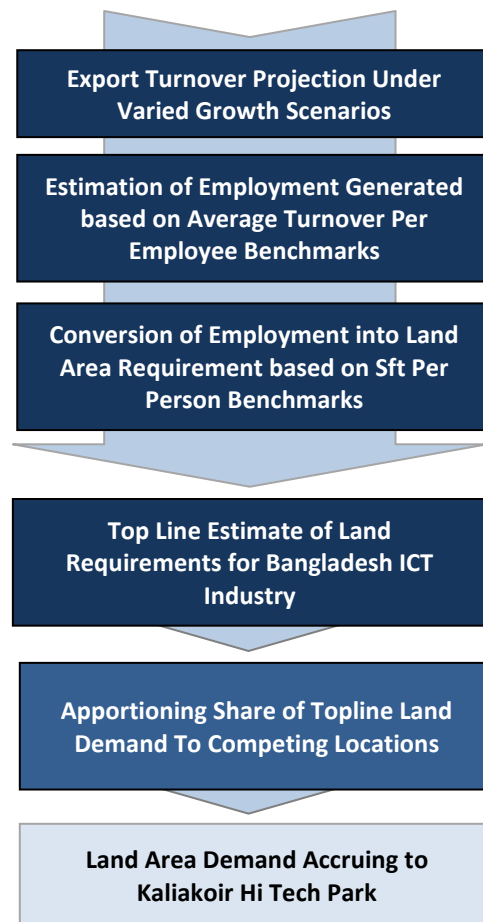 Export Turnover Projection Under
Varied Growth Scenarios
Estimation of Employment Generated
based on Average Turnover Per
Employee Benchmarks
Conversion of Employment into Land
Area Requirement based on Sft Per
Person Benchmarks
Top Line Estimate of Land
Requirements for Bangladesh ICT
Industry
Apportioning Share of Topline Land
Demand To Competing Locations
Land Area Demand Accruing to
Kaliakoir Hi Tech Park